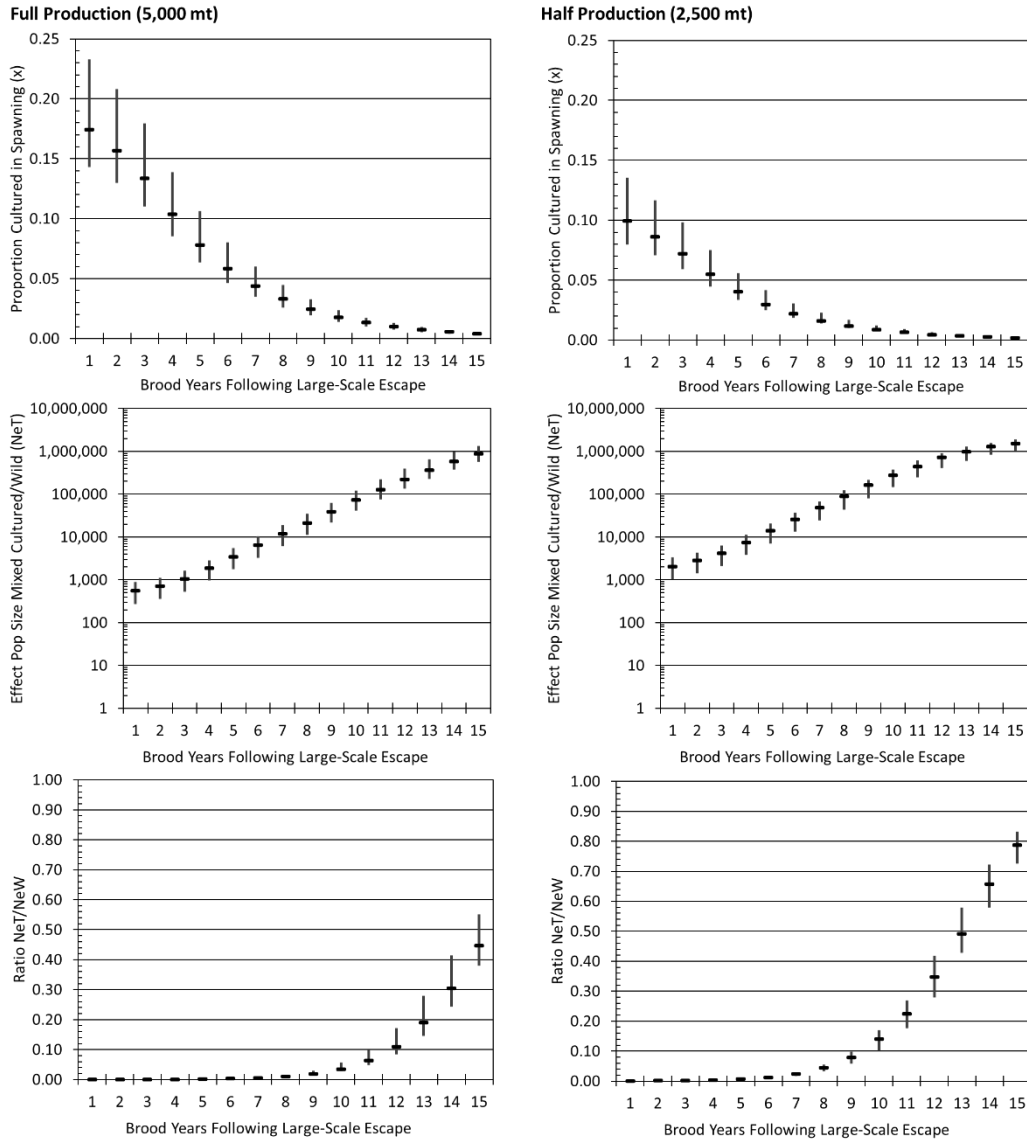 Full Production (5,000 mt)
Half Production (2,500 mt)
Proportion Cultured in Spawning (x)
0.25
0.20
0.15
0.10
0.05
0.00
1 2 3 4 5 6 7 8 9 10 11 12 13 14 15
Brood Years Following Large-Scale Escape
Proportion Cultured in Spawning (x)
0.25
0.20
0.15
0.10
0.05
0.00
1 2 3 4 5 6 7 8 9 10 11 12 13 14 15
Brood Years Following Large-Scale Escape
Effect Pop Size Mixed Cultured/Wild (NeT)
10,000,000
1,000,000
100,000
10,000
1,000
100
10
1
1 2 3 4 5 6 7 8 9 10 11 12 13 14 15
Brood Years Following Large-Scale Escape
Effect Pop Size Mixed Cultured/Wild (NeT)
10,000,000
1,000,000
100,000
10,000
1,000
100
10
1
1 2 3 4 5 6 7 8 9 10 11 12 13 14 15
Brood Years Following Large-Scale Escape
Ratio NeT/NeW
1.00
0.90
0.80
0.70
0.60
0.50
0.40
0.30
0.20
0.10
0.00
1 2 3 4 5 6 7 8 9 10 11 12 13 14 15
Brood Years Following Large-Scale Escape
Ratio NeT/NeW
1.00
0.90
0.80
0.70
0.60
0.50
0.40
0.30
0.20
0.10
0.00
1 2 3 4 5 6 7 8 9 10 11 12 13 14 15
Brood Years Following Large-Scale Escape